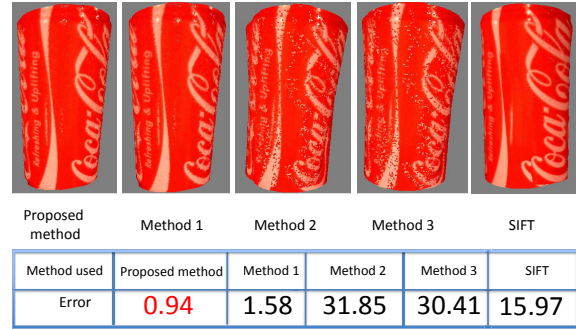 Refreshing & Uplifting
Coca-Cola
Refreshing & Uplifting
Coca-Cola
Refreshing & Uplifting
Coca-Cola
Refreshing & Uplifting
Coca-Cola
Refreshing & Uplifting
Coca-Cola
Proposed
method
Method 1
Method 2
Method 3
SIFT
Method used
Proposed method
Method 1
Method 2
Method 3
SIFT
Error
0.94
1.58
31.85
30.41
15.97